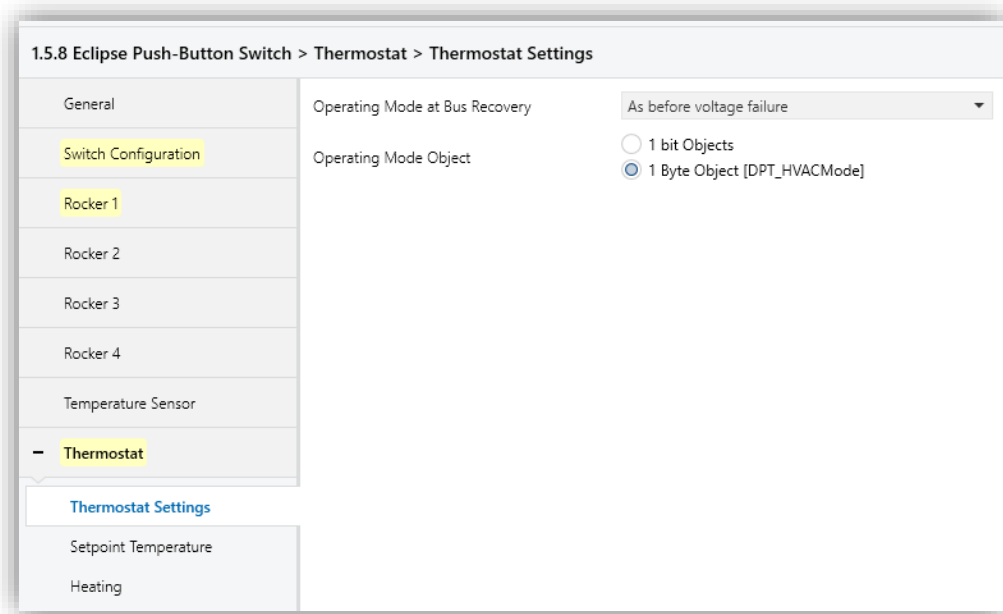 1.5.8 Eclipse Push-Button Switch > Thermostat > Thermostat Settings
General
Switch Configuration
Rocker 1
Rocker 2
Rocker 3
Rocker 4
Temperature Sensor
Thermostat
Thermostat Settings
Setpoint Temperature
Heating
Operating Mode at Bus Recovery
As before voltage failure
Operating Mode Object
1 bit Objects
1 Byte Object [DPT_HVACMode]